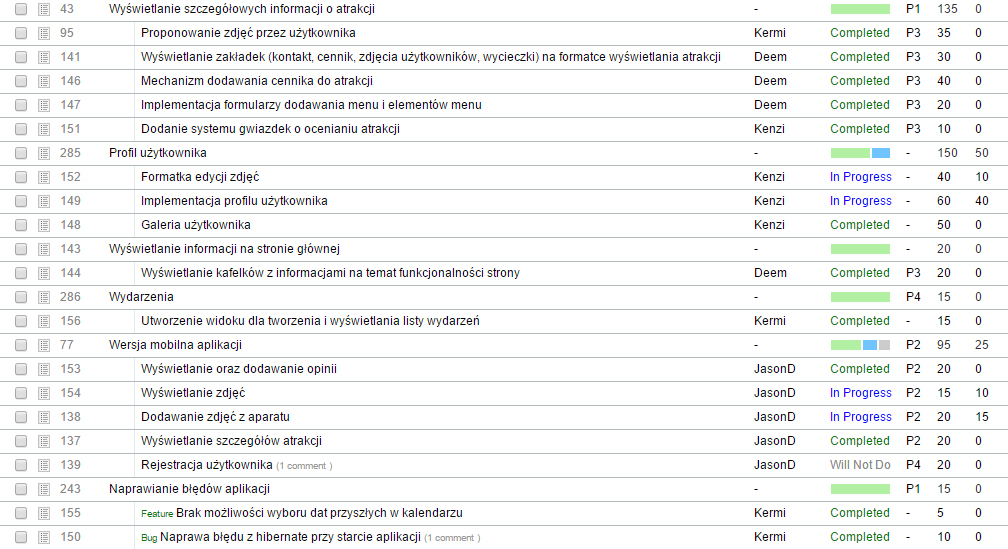 43 Wyświetlanie szczegółowych informacji o atrakcji - P1 135 0
95 Proponowanie zdjęć przez użytkownika Kermi Completed P3 35 0
141 Wyświetlanie zakładek (kontakt, cennik, zdjęcia użytkowników, wycieczki) na formatce wyświetlania atrakcji Deem Completed P3 30 0
146 Mechanizm dodawania cennika do atrakcji Deem Completed P3 40 0
147 Implementacja formularzy dodawania menu i elementów menu Deem Completed P3 20 0
151 Dodanie systemu gwiazdek o ocenianiu atrakcji Kenzi Completed P3 10 0
285 Profil użytkownika - - 150 50
152 Formatka edycji zdjęć Kenzi In Progress - 40 10
149 Implementacja profilu użytkownika Kenzi In Progress - 60 40
148 Galeria użytkownika Kenzi Completed - 50 0
143 Wyświetlanie informacji na stronie głównej - - 20 0
144 Wyświetlanie kafelków z informacjami na temat funkcjonalności strony Deem Completed P3 20 0
286 Wydarzenia - P4 15 0
156 Utworzenie widoku dla tworzenia i wyświetlania listy wydarzeń Kermi Completed - 15 0
77 Wersja mobilna aplikacji - P2 95 25
153 Wyświetlanie oraz dodawanie opinii JasonD Completed P2 20 0
154 Wyświetlanie zdjęć JasonD In Progress P2 15 10
138 Dodawanie zdjęć z aparatu JasonD In Progress P2 20 15
137 Wyświetlanie szczegółów atrakcji JasonD Completed P2 20 0
139 Rejestracja użytkownika (1 comment ) JasonD Will Not Do P4 20 0
243 Naprawianie błędów aplikacji - P1 15 0
155 Feature Brak możliwości wyboru dat przyszłych w kalendarzu Kermi Completed - 5 0
150 Bug Naprawa błędu z hibernate przy starcie aplikacji (1 comment ) Kermi Completed - 10 0